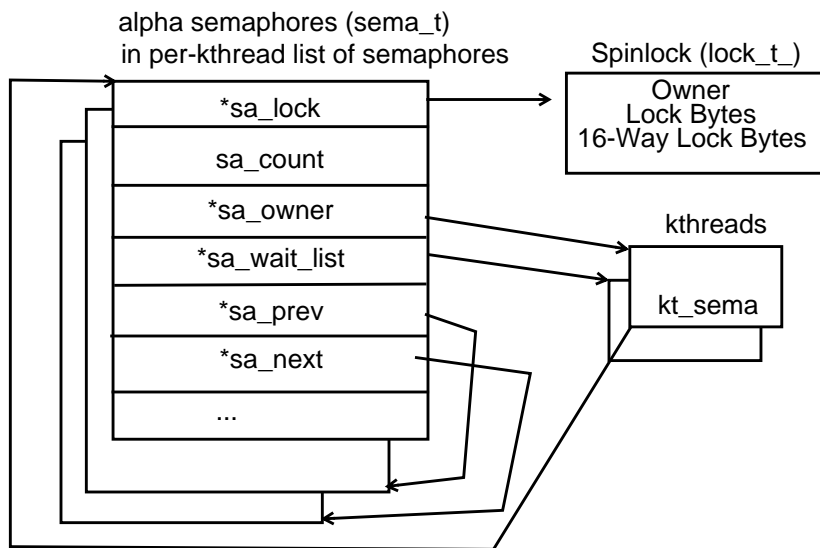 alpha semaphores (sema_t)
in per-kthread list of semaphores
*sa_lock
sa_count
*sa_owner
*sa_wait_list
*sa_prev
*sa_next
...
Spinlock (lock_t_)
Owner
Lock Bytes
16-Way Lock Bytes
kthreads
kt_sema